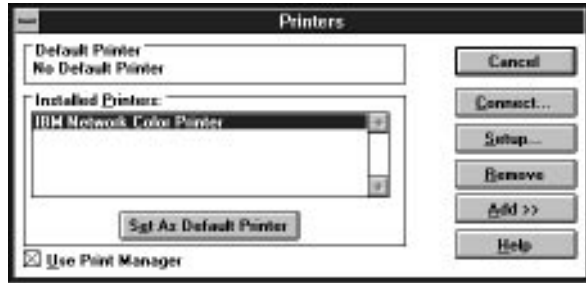 Printers
Default Printer
No Default Printer
Installed Printers:
IBM Network Color Printer
Set As Default Printer
Use Print Manager
Cancel
Connect...
Setup...
Remove
Add >>
Help